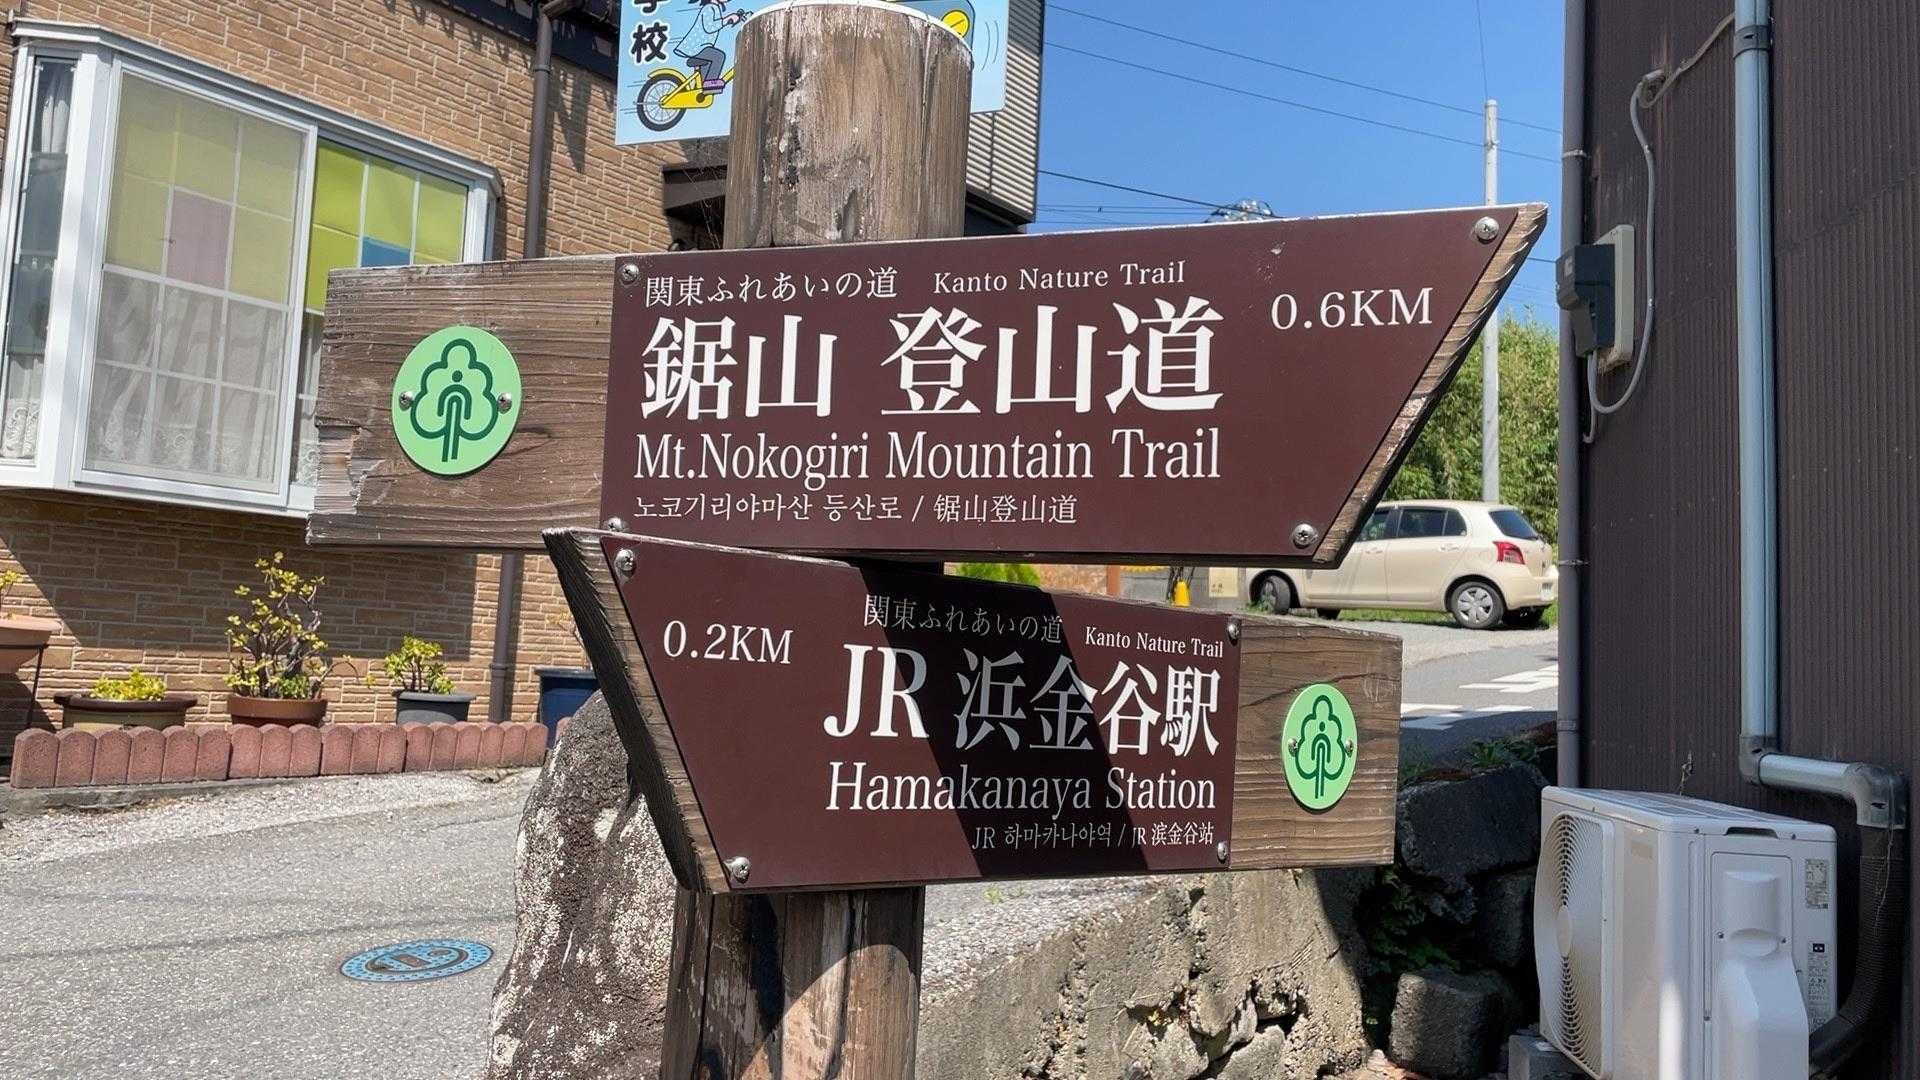 学校
関東ふれあいの道 Kanto Nature Trail
0.6KM
鋸山 登山道
Mt.Nokogiri Mountain Trail
노코기리야마산 등산로 / 锯山登山道
関東ふれあいの道 Kanto Nature Trail
0.2KM
JR 浜金谷駅
Hamakanaya Station
JR 하마카나야역 / JR 滨金谷站